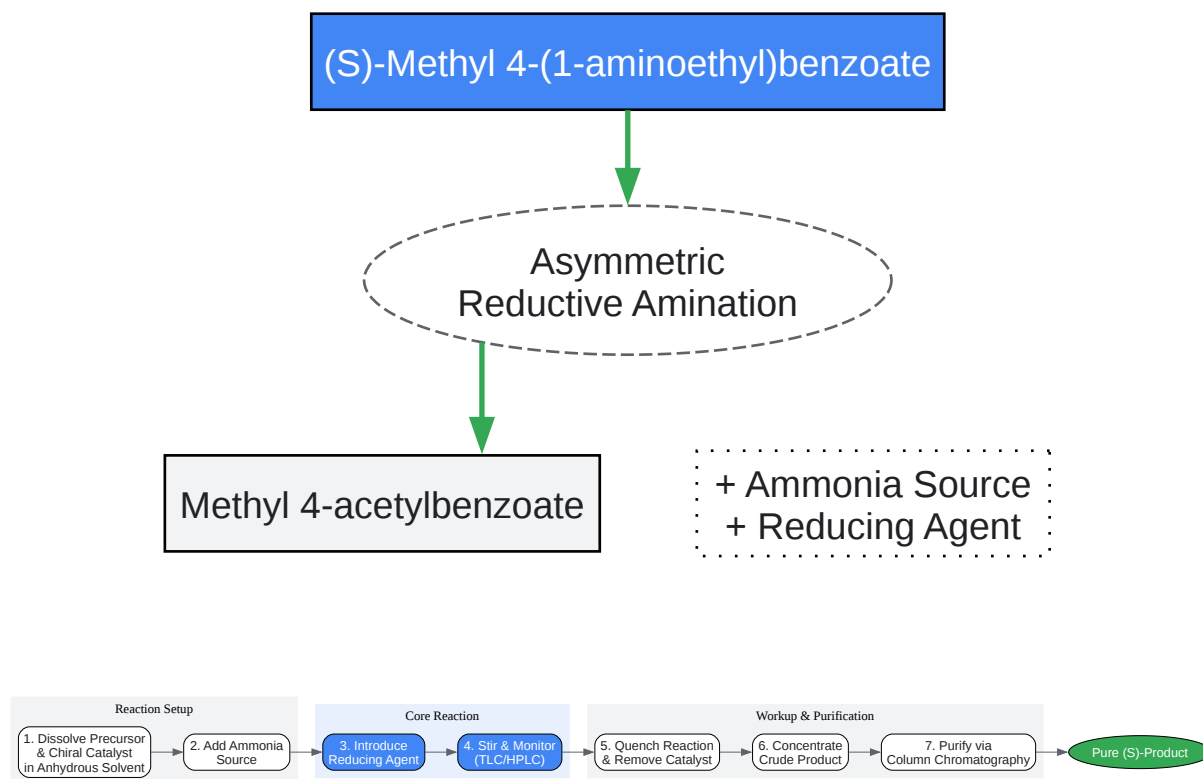 (S)-Methyl 4-(1-aminoethyl)benzoate
Asymmetric
Reductive Amination
Methyl 4-acetylbenzoate
+ Ammonia Source
+ Reducing Agent
Reaction Setup
1. Dissolve Precursor
& Chiral Catalyst
in Anhydrous Solvent
2. Add Ammonia
Source
Core Reaction
3. Introduce
Reducing Agent
4. Stir & Monitor
(TLC/HPLC)
Workup & Purification
5. Quench Reaction
& Remove Catalyst
6. Concentrate
Crude Product
7. Purify via
Column Chromatography
Pure (S)-Product